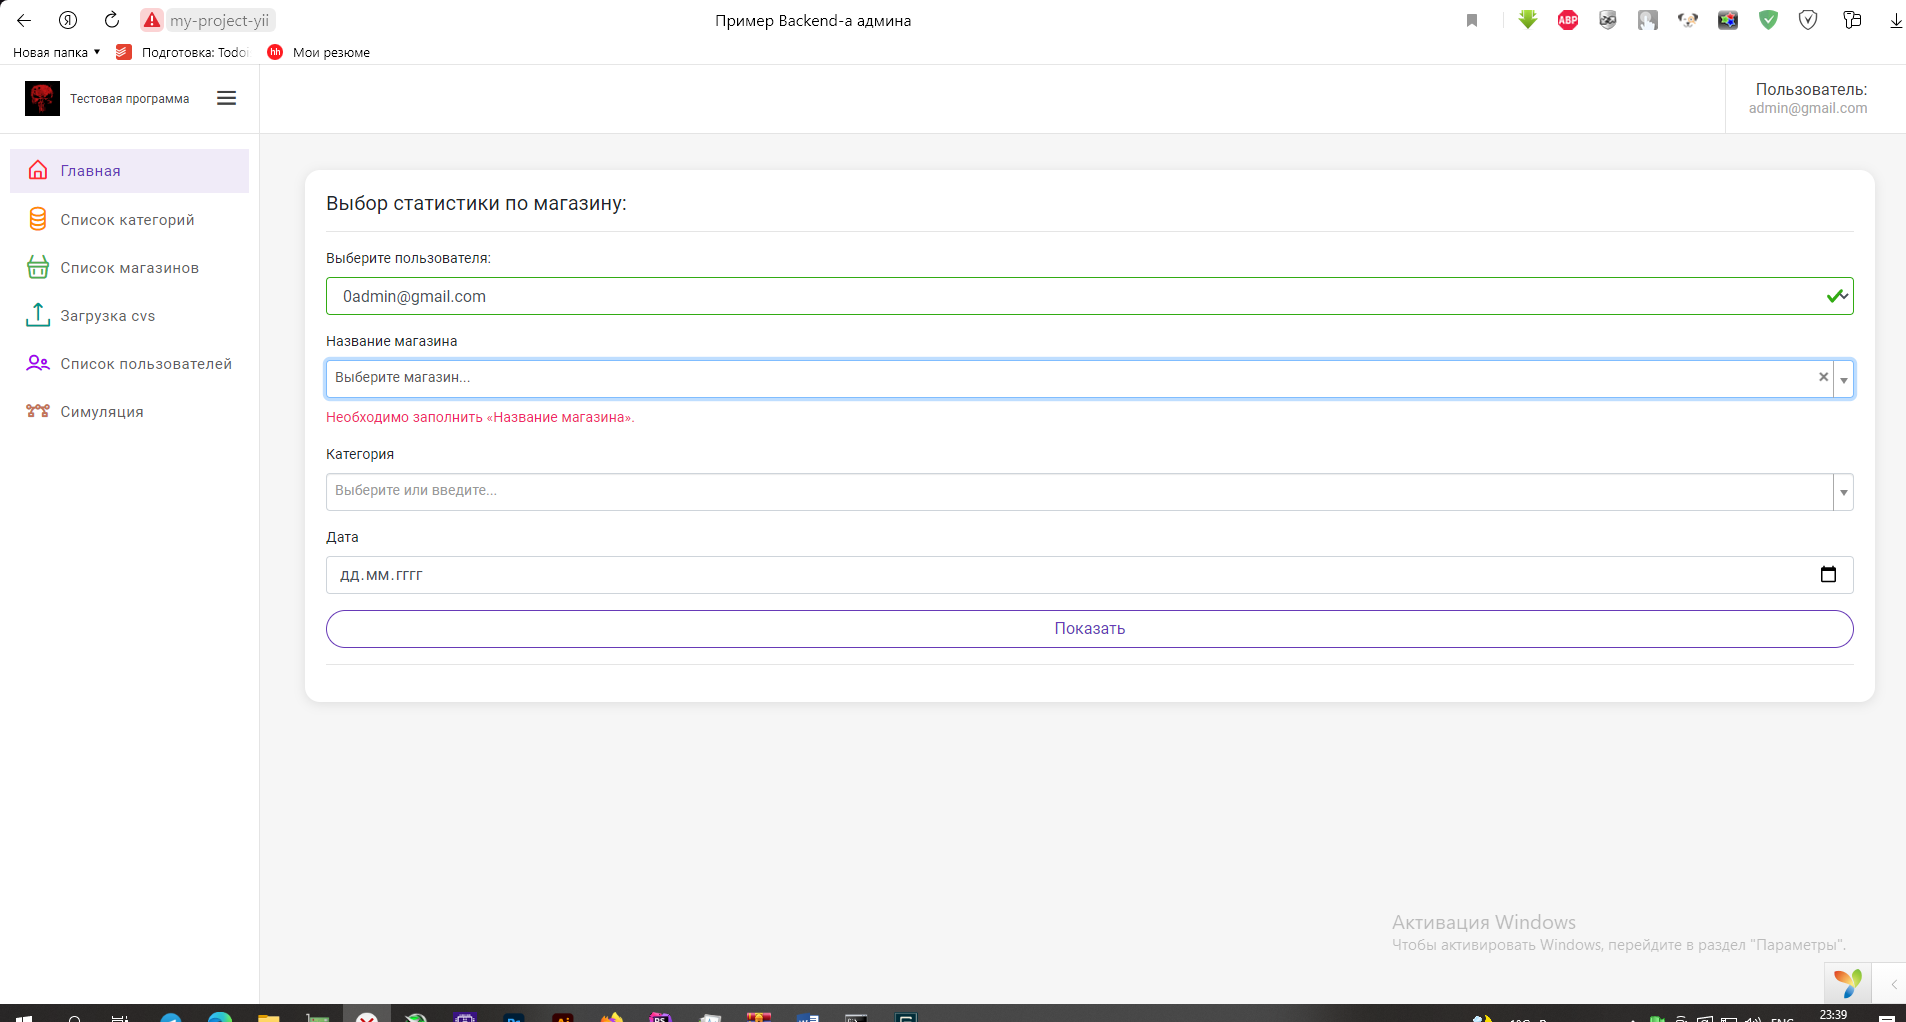 Я
my-project-yii
Пример Backend-а админа
ABP
Новая папка
Подготовка: Todoi
hh
Мои резюме
Тестовая программа
Пользователь:
admin@gmail.com
Главная
Список категорий
Список магазинов
Загрузка cvs
Список пользователей
Симуляция
Выбор статистики по магазину:
Выберите пользователя:
0admin@gmail.com
Название магазина
Выберите магазин...
Необходимо заполнить «Название магазина».
Категория
Выберите или введите...
Дата
дд.мм.гггг
Показать
Активация Windows
Чтобы активировать Windows, перейдите в раздел "Параметры".
23:39